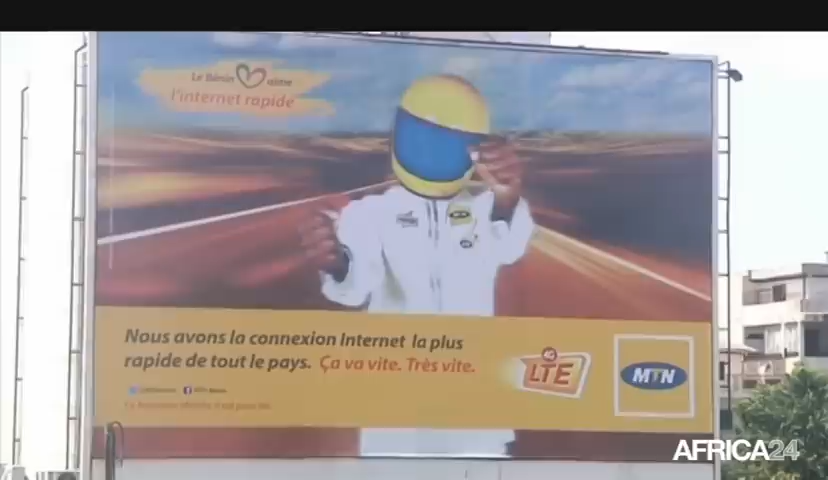 Le Bénin aime
l'internet rapide
Nous avons la connexion Internet la plus
rapide de tout le pays. Ça va vite. Très vite.
4G
LTE
MTN
AFRICA24